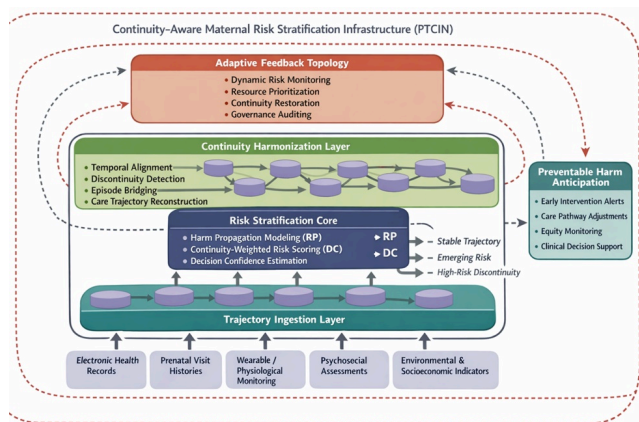 Continuity-Aware Maternal Risk Stratification Infrastructure (PTCIN)
Adaptive Feedback Topology
• Dynamic Risk Monitoring
• Resource Prioritization
• Continuity Restoration
• Governance Auditing
Continuity Harmonization Layer
• Temporal Alignment
• Discontinuity Detection
• Episode Bridging
• Care Trajectory Reconstruction
Preventable Harm
Anticipation
• Early Intervention Alerts
• Care Pathway Adjustments
• Equity Monitoring
• Clinical Decision Support
Risk Stratification Core
• Harm Propagation Modeling (RP)
• Continuity-Weighted Risk Scoring (DC)
• Decision Confidence Estimation
RP
DC
Stable Trajectory
Emerging Risk
High-Risk Discontinuity
Trajectory Ingestion Layer
Electronic Health
Records
Prenatal Visit
Histories
Wearable /
Physiological
Monitoring
Psychosocial
Assessments
Environmental &
Socioeconomic Indicators